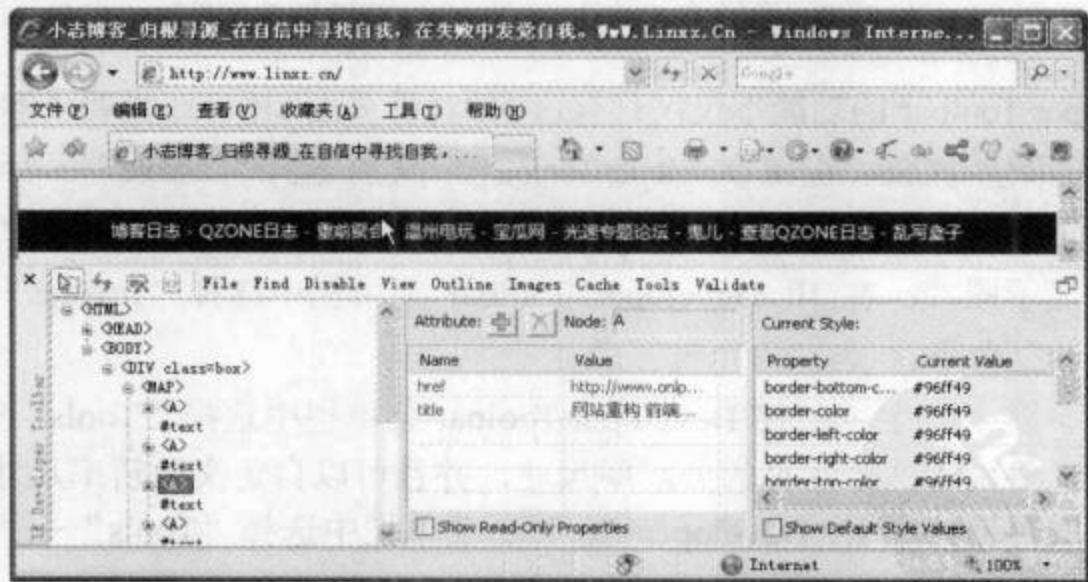 小志博客_归根寻源_在自信中寻找自我，在失败中发觉自我。WwW.Linxz.Cn - Windows Interne...
http://www.linxz.cn/
Google
文件(F) 编辑(E) 查看(V) 收藏夹(A) 工具(T) 帮助(H)
小志博客_归根寻源_在自信中寻找自我，...
博客日志 - QZONE日志 - 重前聚会 温州电玩 - 宝瓜网 - 光速专题论坛 - 鬼儿 - 查看QZONE日志 - 乱写盒子
File Find Disable View Outline Images Cache Tools Validate
IE Developer Toolbar
<HTML>
<HEAD>
<BODY>
<DIV class=box>
<MAP>
<A>
#text
<A>
#text
<A>
#text
<A>
#text
Attribute: Node: A
Name Value
href http://www.onlp...
title 网站重构 前端...
Show Read-Only Properties
Current Style:
Property Current Value
border-bottom-c... #96ff49
border-color #96ff49
border-left-color #96ff49
border-right-color #96ff49
border-top-color #96ff49
Show Default Style Values
Internet 100%